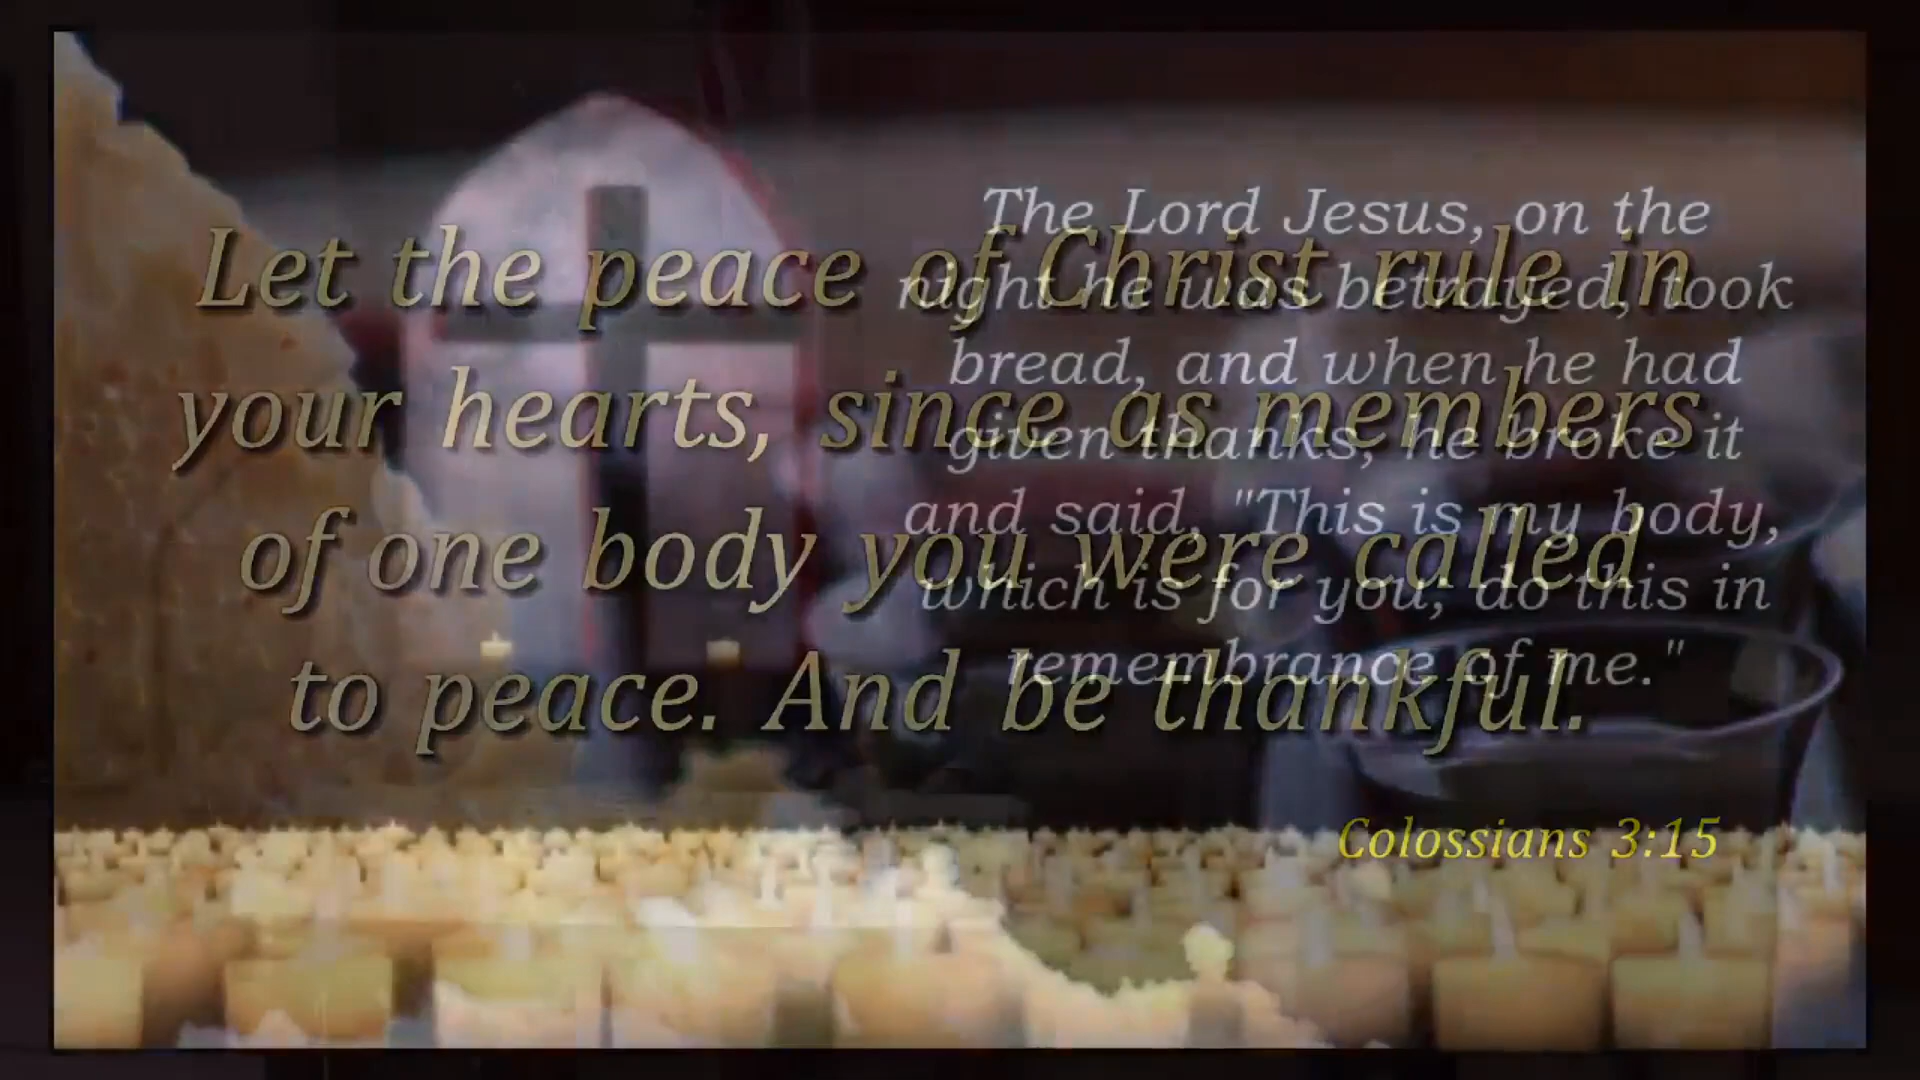 Let the peace of Christ rule in
your hearts, since as members
of one body you were called
to peace. And be thankful.
Colossians 3:15
The Lord Jesus, on the
night he was betrayed, took
bread, and when he had
given thanks, he broke it
and said, "This is my body,
which is for you; do this in
remembrance of me."